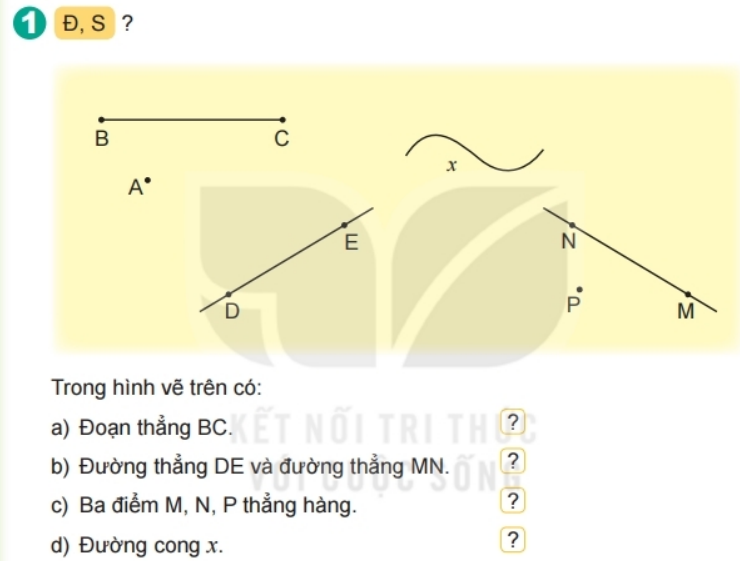 1 Đ, S ?
B C
x
A
E N
D P M
Trong hình vẽ trên có:
a) Đoạn thẳng BC. ?
KẾT NỐI TRI THỨC
b) Đường thẳng DE và đường thẳng MN. ?
VỚI CUỘC SỐNG
c) Ba điểm M, N, P thẳng hàng. ?
d) Đường cong x. ?